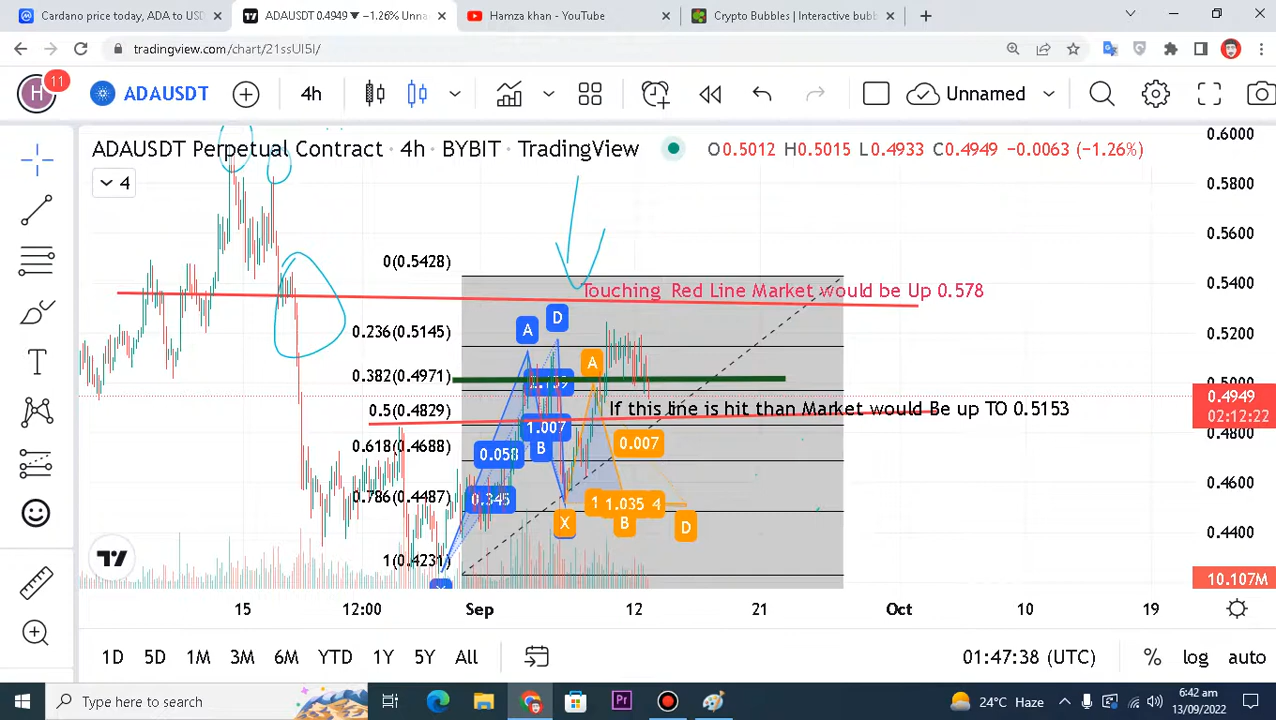 Cardano price today, ADA to USD
ADAUSDT 0.4949 ▼ −1.26% Unna
Hamza khan - YouTube
Crypto Bubbles | Interactive bubb
tradingview.com/chart/21ssUI5I/
H
11
ADAUSDT
4h
Unnamed
ADAUSDT Perpetual Contract · 4h · BYBIT · TradingView
O0.5012 H0.5015 L0.4933 C0.4949 −0.0063 (−1.26%)
4
0.6000
0.5800
0.5600
0.5400
0.5200
0.5000
0.4949
02:12:22
0.4800
0.4600
0.4400
10.107M
0(0.5428)
Touching Red Line Market would be Up 0.578
0.236(0.5145)
A
D
0.382(0.4971)
A
0.5(0.4829)
If this line is hit than Market would Be up TO 0.5153
1.007
0.007
0.618(0.4688)
B
0.058
0.786(0.4487)
0.345
1.035
4
X
B
D
1(0.4231)
15
12:00
Sep
12
21
Oct
10
19
1D 5D 1M 3M 6M YTD 1Y 5Y All
01:47:38 (UTC)
% log auto
Type here to search
Pr
24°C Haze
6:42 am
13/09/2022